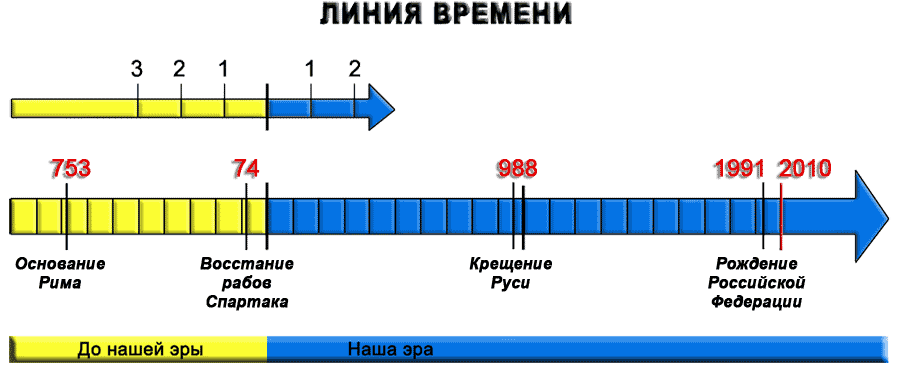 ЛИНИЯ ВРЕМЕНИ
3 2 1 1 2
753 74 988 1991 2010
Основание Рима
Восстание рабов Спартака
Крещение Руси
Рождение Российской Федерации
До нашей эры Наша эра